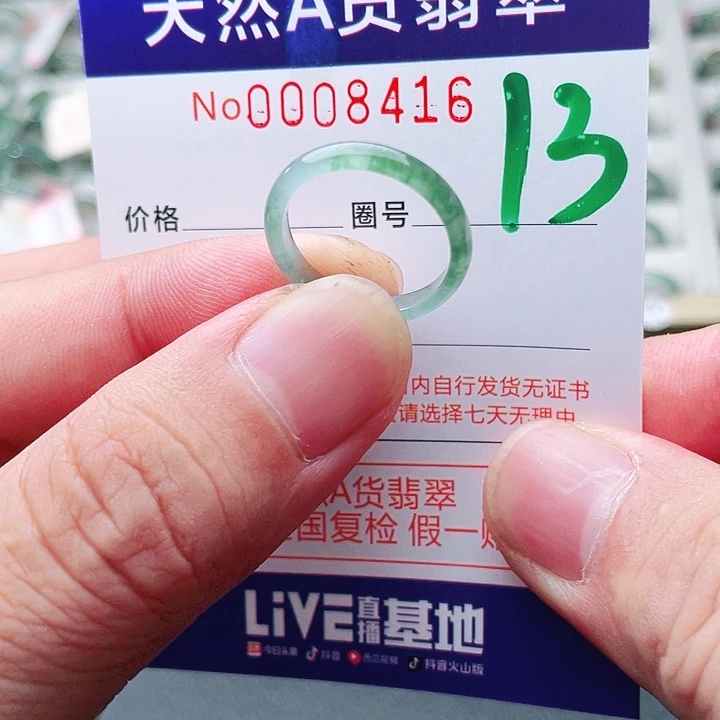 天然A货翡翠
No.0008416
13
价格 圈号
内自行发货无证书
请选择七天无理由
A货翡翠
国复检 假一
LiVE直播基地
今日头条 抖音 西瓜视频 抖音火山版